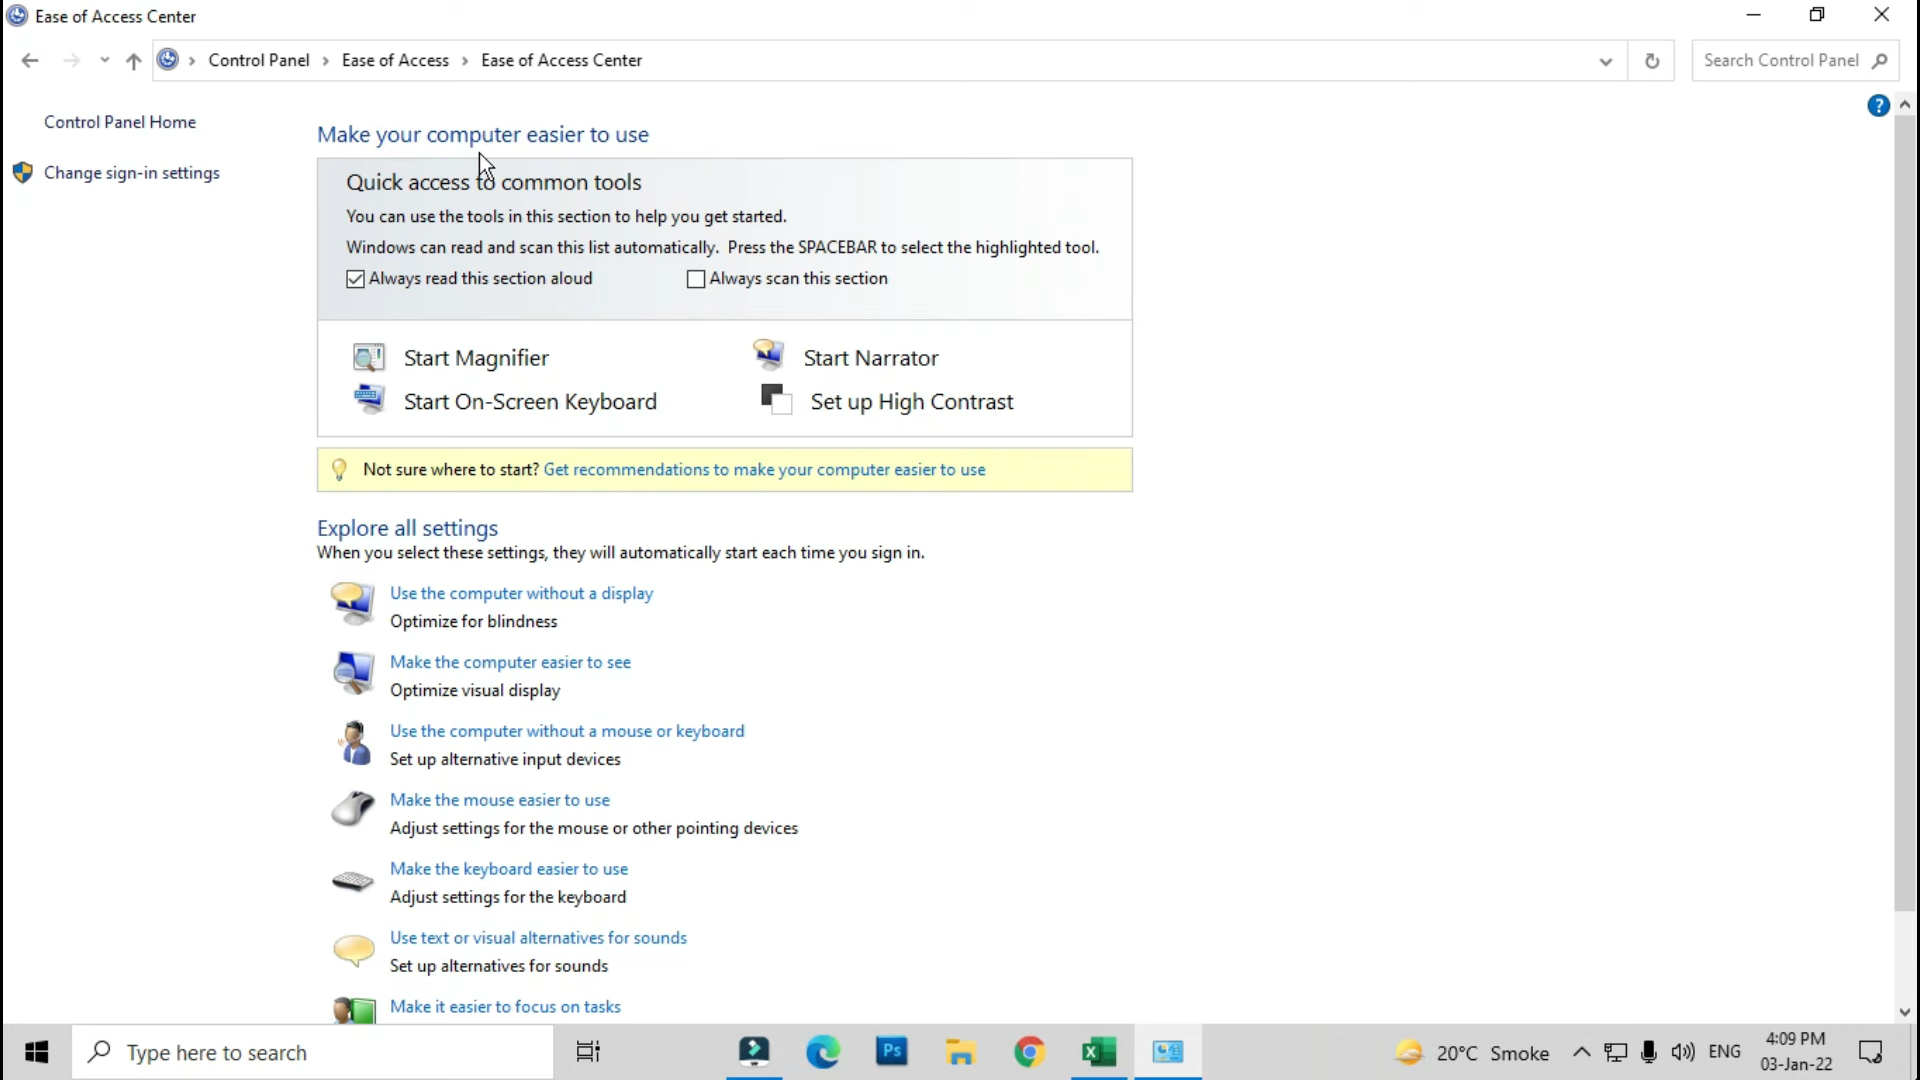 Ease of Access Center
Control Panel > Ease of Access > Ease of Access Center
Search Control Panel
?
Control Panel Home
Change sign-in settings
Make your computer easier to use
Quick access to common tools
You can use the tools in this section to help you get started.
Windows can read and scan this list automatically. Press the SPACEBAR to select the highlighted tool.
Always read this section aloud
Always scan this section
Start Magnifier
Start Narrator
Start On-Screen Keyboard
Set up High Contrast
Not sure where to start? Get recommendations to make your computer easier to use
Explore all settings
When you select these settings, they will automatically start each time you sign in.
Use the computer without a display
Optimize for blindness
Make the computer easier to see
Optimize visual display
Use the computer without a mouse or keyboard
Set up alternative input devices
Make the mouse easier to use
Adjust settings for the mouse or other pointing devices
Make the keyboard easier to use
Adjust settings for the keyboard
Use text or visual alternatives for sounds
Set up alternatives for sounds
Make it easier to focus on tasks
Type here to search
Ps
20°C Smoke
ENG
4:09 PM
03-Jan-22